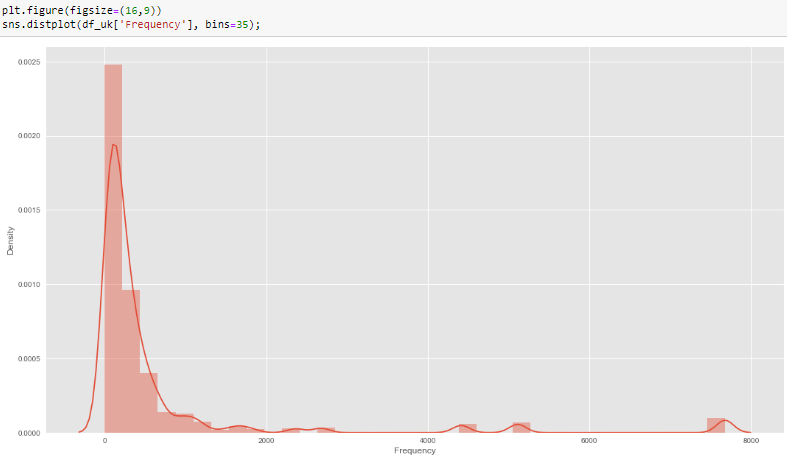 plt.figure(figsize=(16,9))
sns.distplot(df_uk['Frequency'], bins=35);
0.0025
0.0020
0.0015
0.0010
0.0005
0.0000
Density
0 2000 4000 6000 8000
Frequency